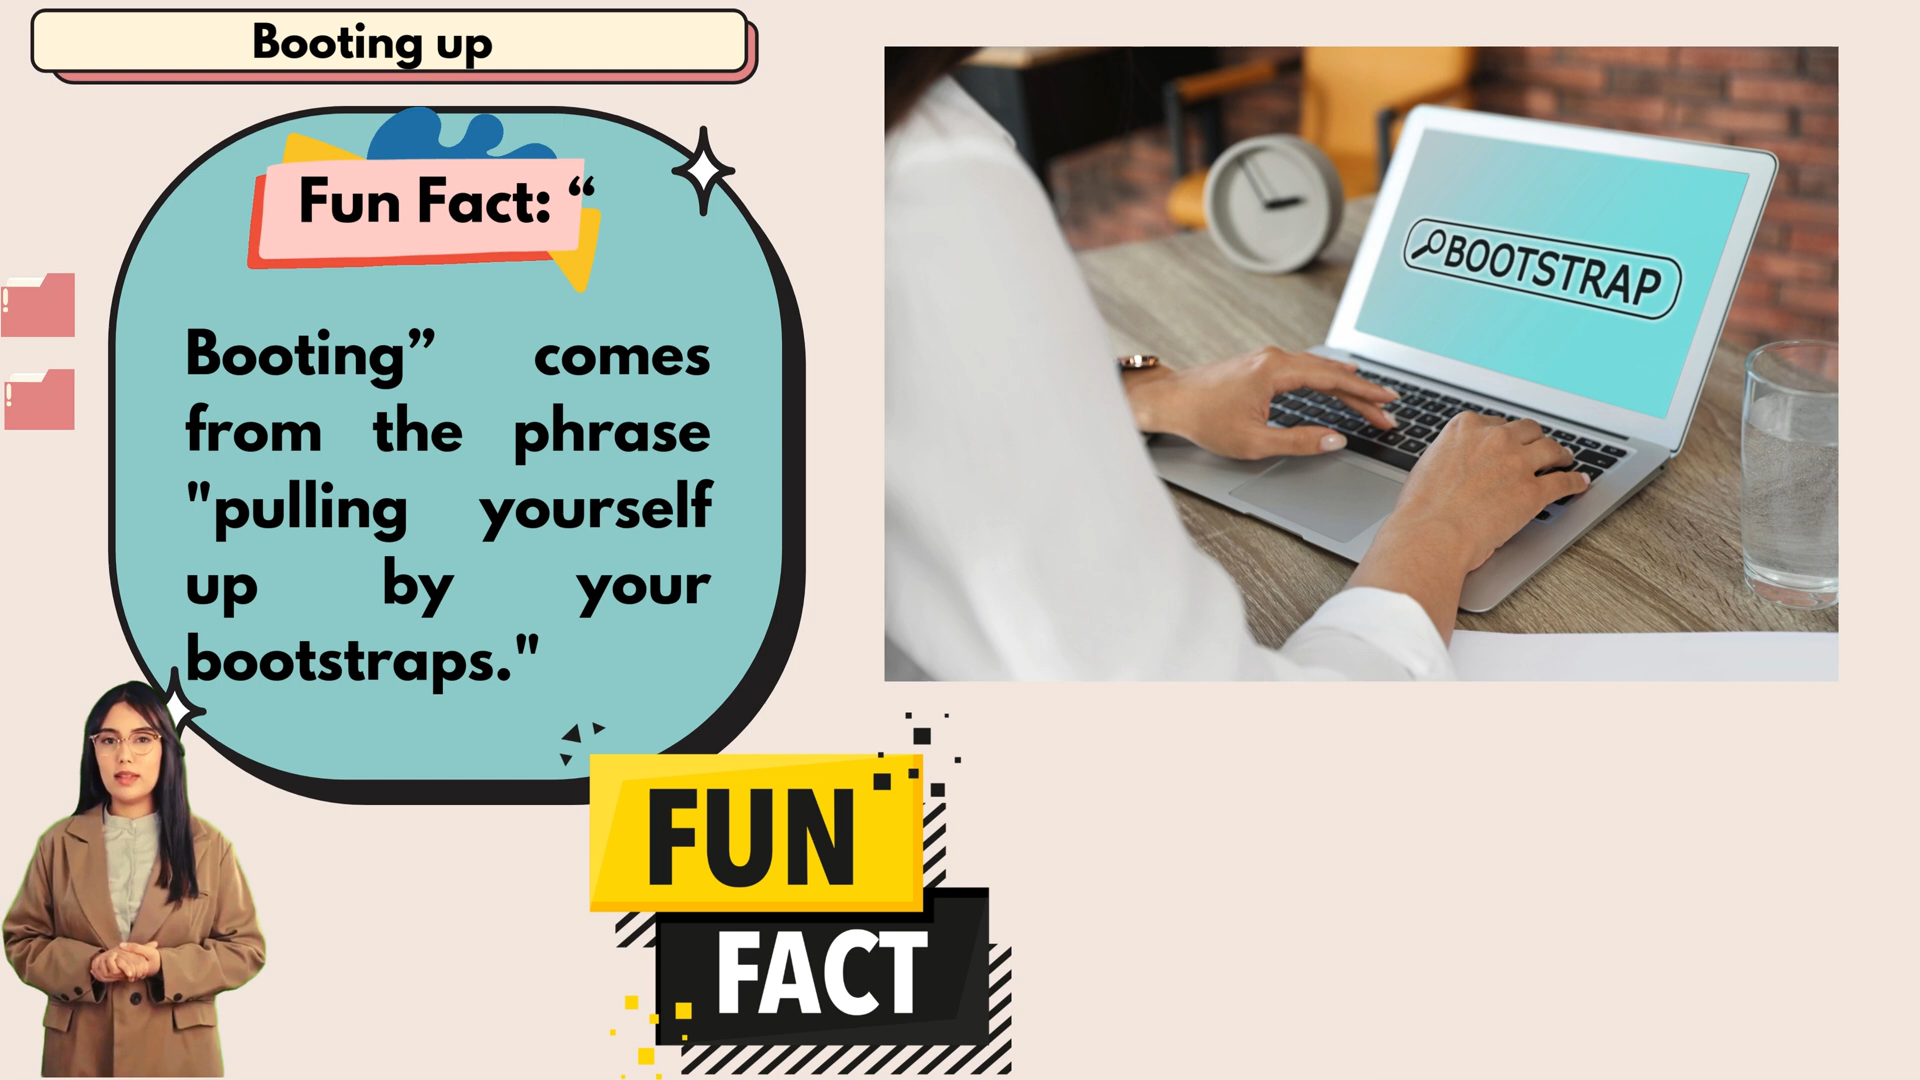 Booting up
Fun Fact: “
Booting” comes
from the phrase
"pulling yourself
up by your
bootstraps."
BOOTSTRAP
FUN
FACT